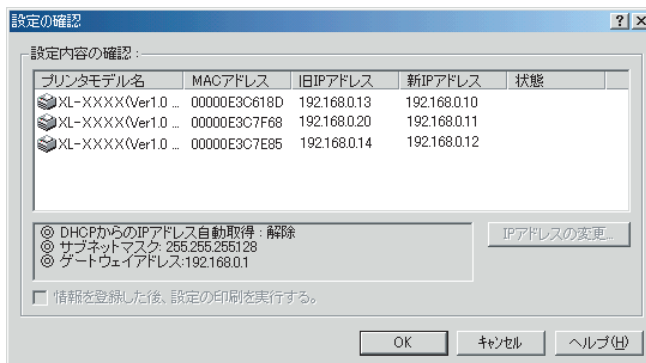 設定の確認
設定内容の確認:
プリンタモデル名 MACアドレス 旧IPアドレス 新IPアドレス 状態
XL-XXXX(Ver1.0 ... 00000E3C618D 192.168.0.13 192.168.0.10
XL-XXXX(Ver1.0 ... 00000E3C7F68 192.168.0.20 192.168.0.11
XL-XXXX(Ver1.0 ... 00000E3C7E85 192.168.0.14 192.168.0.12
◎ DHCPからのIPアドレス自動取得:解除
◎ サブネットマスク:255.255.255.128
◎ ゲートウェイアドレス:192.168.0.1
IPアドレスの変更...
情報を登録した後、設定の印刷を実行する。
OK キャンセル ヘルプ(H)